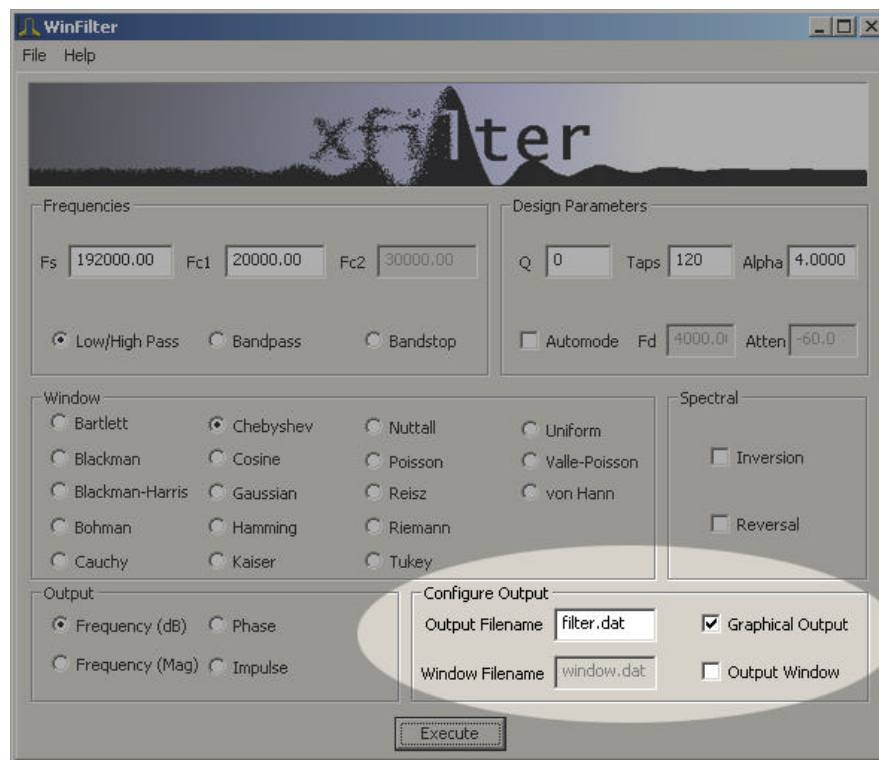 WinFilter
File Help
xfilter
Frequencies
Fs 192000.00 Fc1 20000.00 Fc2 30000.00
Low/High Pass Bandpass Bandstop
Design Parameters
Q 0 Taps 120 Alpha 4.0000
Automode Fd 4000.0 Atten -60.0
Window
Bartlett Chebyshev Nuttall Uniform
Blackman Cosine Poisson Valle-Poisson
Blackman-Harris Gaussian Reisz von Hann
Bohman Hamming Riemann
Cauchy Kaiser Tukey
Spectral
Inversion
Reversal
Output
Frequency (dB) Phase
Frequency (Mag) Impulse
Configure Output
Output Filename filter.dat Graphical Output
Window Filename window.dat Output Window
Execute